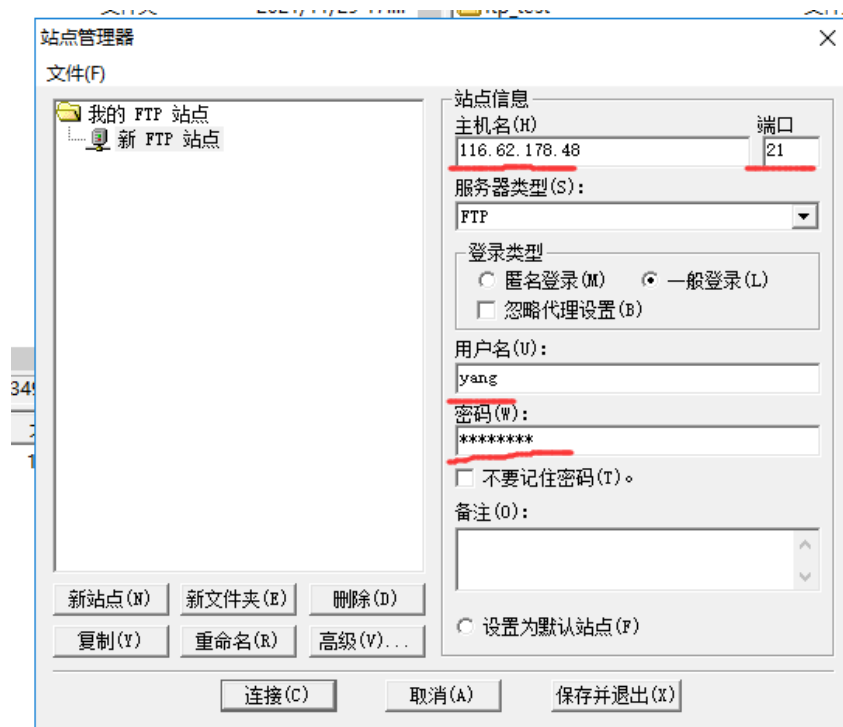 站点管理器
文件(F)
我的 FTP 站点
新 FTP 站点
站点信息
主机名(H) 端口
116.62.178.48 21
服务器类型(S):
FTP
登录类型
匿名登录(M) 一般登录(L)
忽略代理设置(B)
用户名(U):
yang
密码(W):
********
不要记住密码(T)。
备注(O):
设置为默认站点(F)
新站点(N) 新文件夹(E) 删除(D)
复制(Y) 重命名(R) 高级(V)...
连接(C) 取消(A) 保存并退出(X)